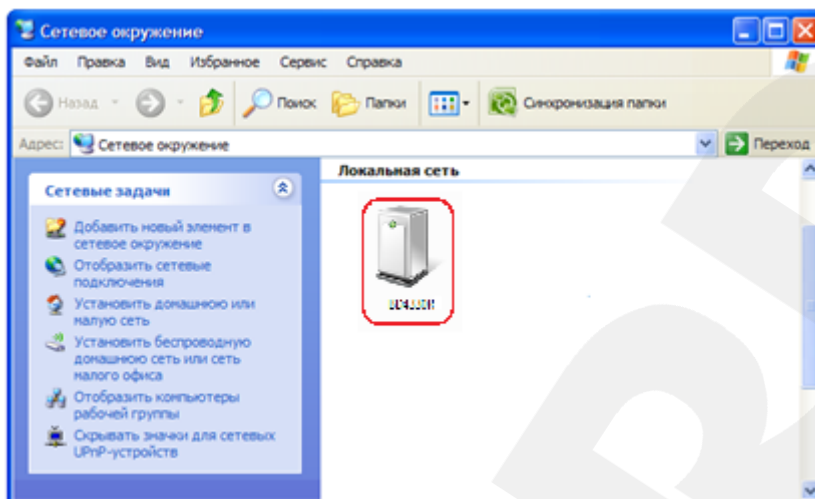 Сетевое окружение
Файл Правка Вид Избранное Сервис Справка
Назад Поиск Папки Синхронизация папки
Адрес: Сетевое окружение Переход
Сетевые задачи
Добавить новый элемент в
сетевое окружение
Отобразить сетевые
подключения
Установить домашнюю или
малую сеть
Установить беспроводную
домашнюю сеть или сеть
малого офиса
Отобразить компьютеры
рабочей группы
Скрывать значки для сетевых
UPnP-устройств
Локальная сеть